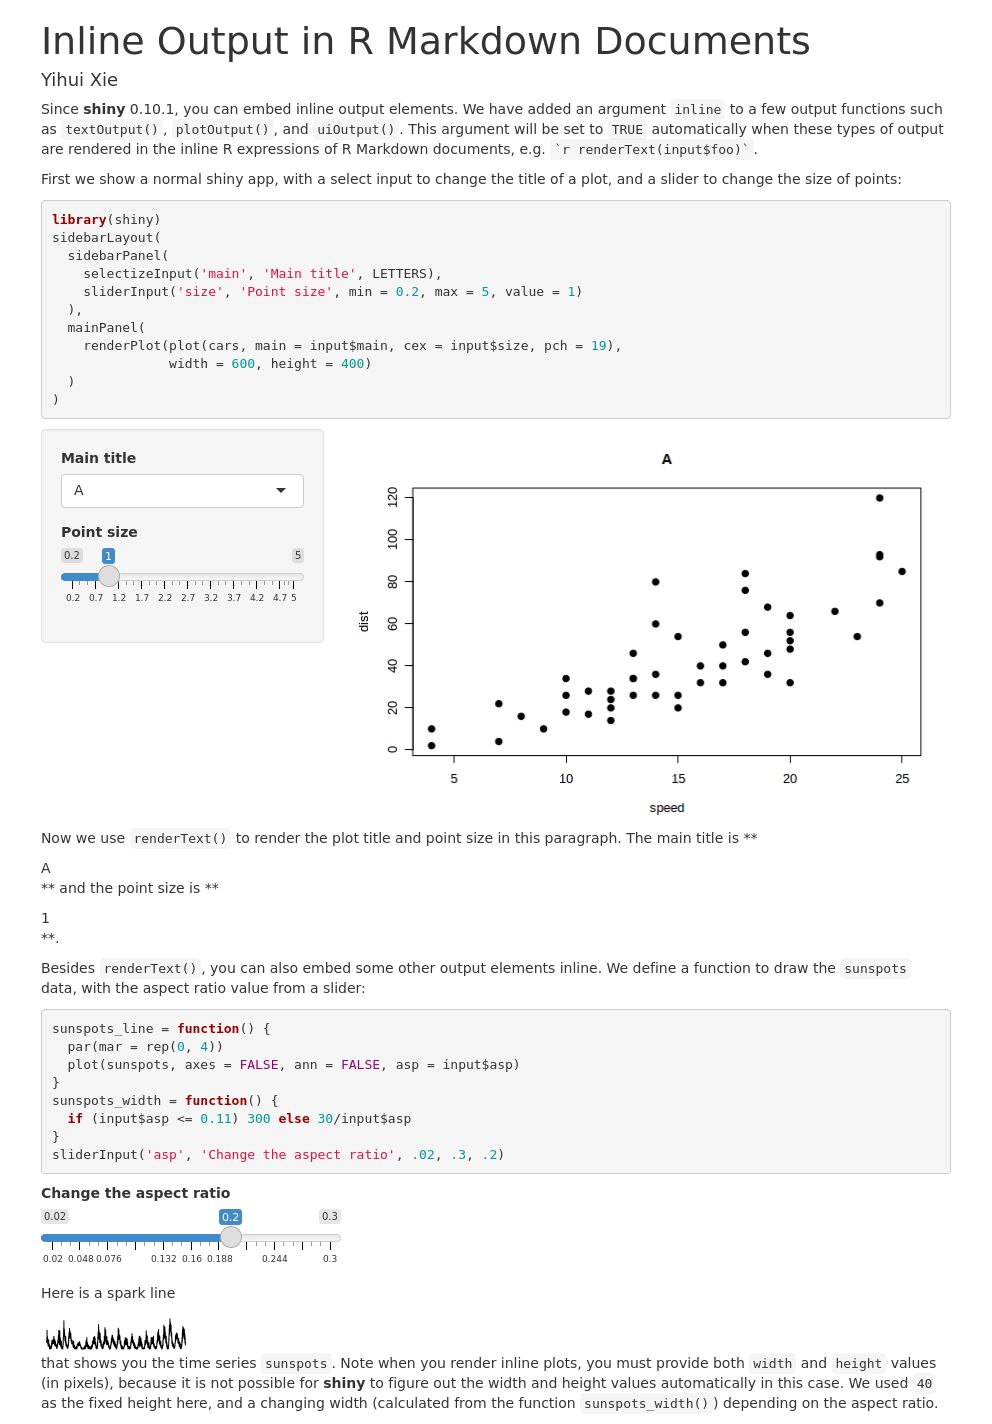 Inline Output in R Markdown Documents
Yihui Xie
Since shiny 0.10.1, you can embed inline output elements. We have added an argument inline to a few output functions such
as textOutput(), plotOutput(), and uiOutput(). This argument will be set to TRUE automatically when these types of output
are rendered in the inline R expressions of R Markdown documents, e.g. `r renderText(input$foo)`.
First we show a normal shiny app, with a select input to change the title of a plot, and a slider to change the size of points:
library(shiny)
sidebarLayout(
  sidebarPanel(
    selectizeInput('main', 'Main title', LETTERS),
    sliderInput('size', 'Point size', min = 0.2, max = 5, value = 1)
  ),
  mainPanel(
    renderPlot(plot(cars, main = input$main, cex = input$size, pch = 19),
               width = 600, height = 400)
  )
)
Main title
A
Point size
0.2 1 5
0.2 0.7 1.2 1.7 2.2 2.7 3.2 3.7 4.2 4.7 5
A
120
100
80
60
40
20
0
dist
5 10 15 20 25
speed
Now we use renderText() to render the plot title and point size in this paragraph. The main title is **
A
** and the point size is **
1
**.
Besides renderText(), you can also embed some other output elements inline. We define a function to draw the sunspots
data, with the aspect ratio value from a slider:
sunspots_line = function() {
  par(mar = rep(0, 4))
  plot(sunspots, axes = FALSE, ann = FALSE, asp = input$asp)
}
sunspots_width = function() {
  if (input$asp <= 0.11) 300 else 30/input$asp
}
sliderInput('asp', 'Change the aspect ratio', .02, .3, .2)
Change the aspect ratio
0.02 0.2 0.3
0.02 0.048 0.076 0.132 0.16 0.188 0.244 0.3
Here is a spark line
that shows you the time series sunspots. Note when you render inline plots, you must provide both width and height values
(in pixels), because it is not possible for shiny to figure out the width and height values automatically in this case. We used 40
as the fixed height here, and a changing width (calculated from the function sunspots_width()) depending on the aspect ratio.